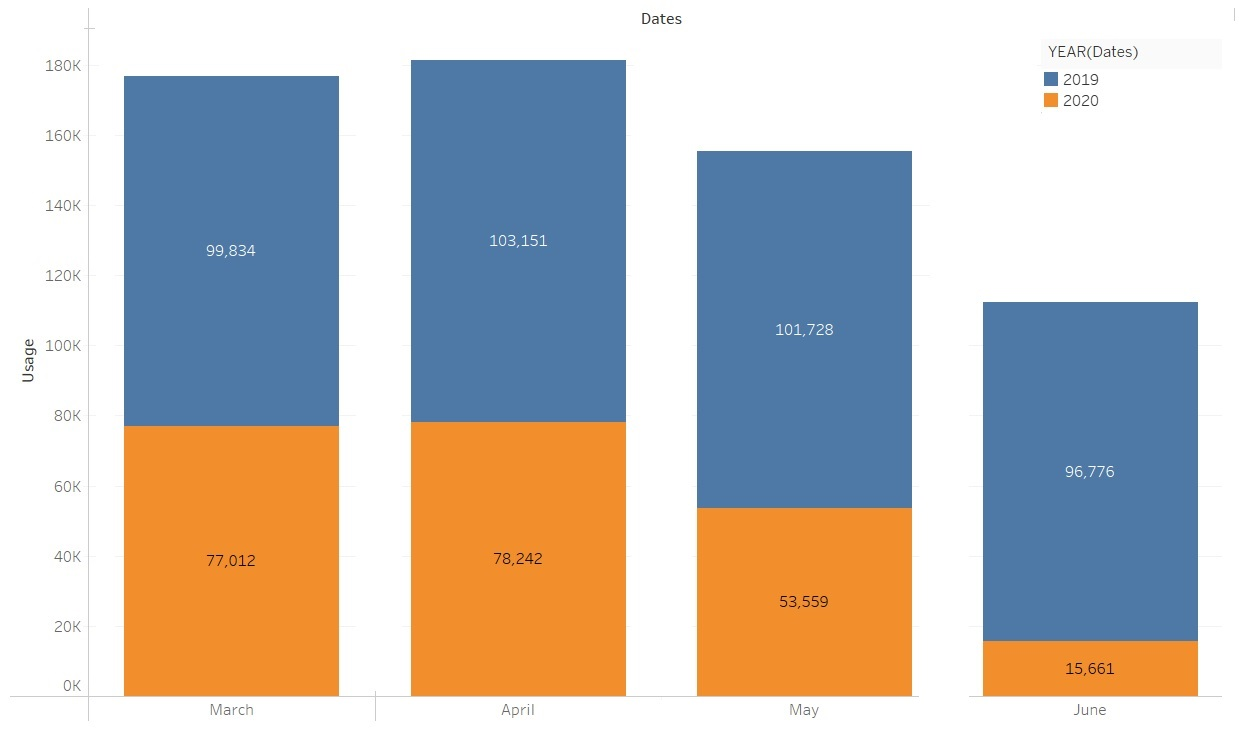 Dates
YEAR(Dates)
2019
2020
180K
160K
140K
120K
100K
80K
60K
40K
20K
0K
Usage
99,834
103,151
101,728
96,776
77,012
78,242
53,559
15,661
March
April
May
June